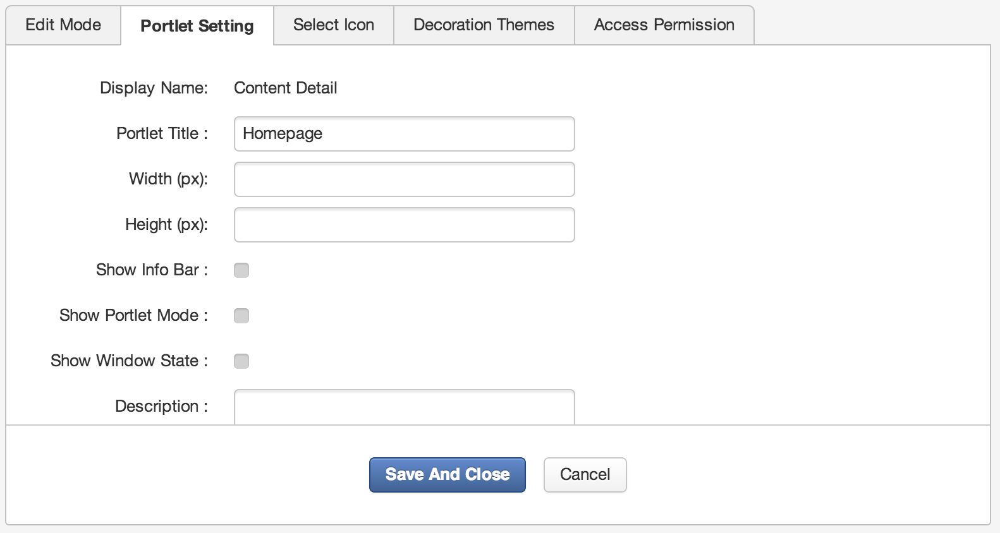 Edit Mode Portlet Setting Select Icon Decoration Themes Access Permission
Display Name: Content Detail
Portlet Title : Homepage
Width (px):
Height (px):
Show Info Bar :
Show Portlet Mode :
Show Window State :
Description :
Save And Close Cancel